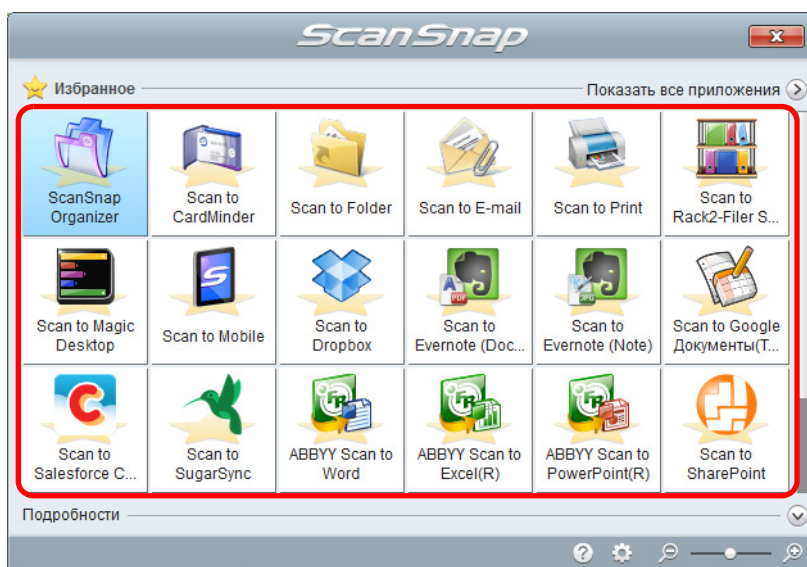 ScanSnap
Избранное
Показать все приложения
ScanSnap
Organizer
Scan to
CardMinder
Scan to Folder
Scan to E-mail
Scan to Print
Scan to
Rack2-Filer S...
Scan to Magic
Desktop
Scan to Mobile
Scan to
Dropbox
Scan to
Evernote (Doc...
Scan to
Evernote (Note)
Scan to Google
Документы(Т...
Scan to
Salesforce C...
Scan to
SugarSync
ABBYY Scan to
Word
ABBYY Scan to
Excel(R)
ABBYY Scan to
PowerPoint(R)
Scan to
SharePoint
Подробности